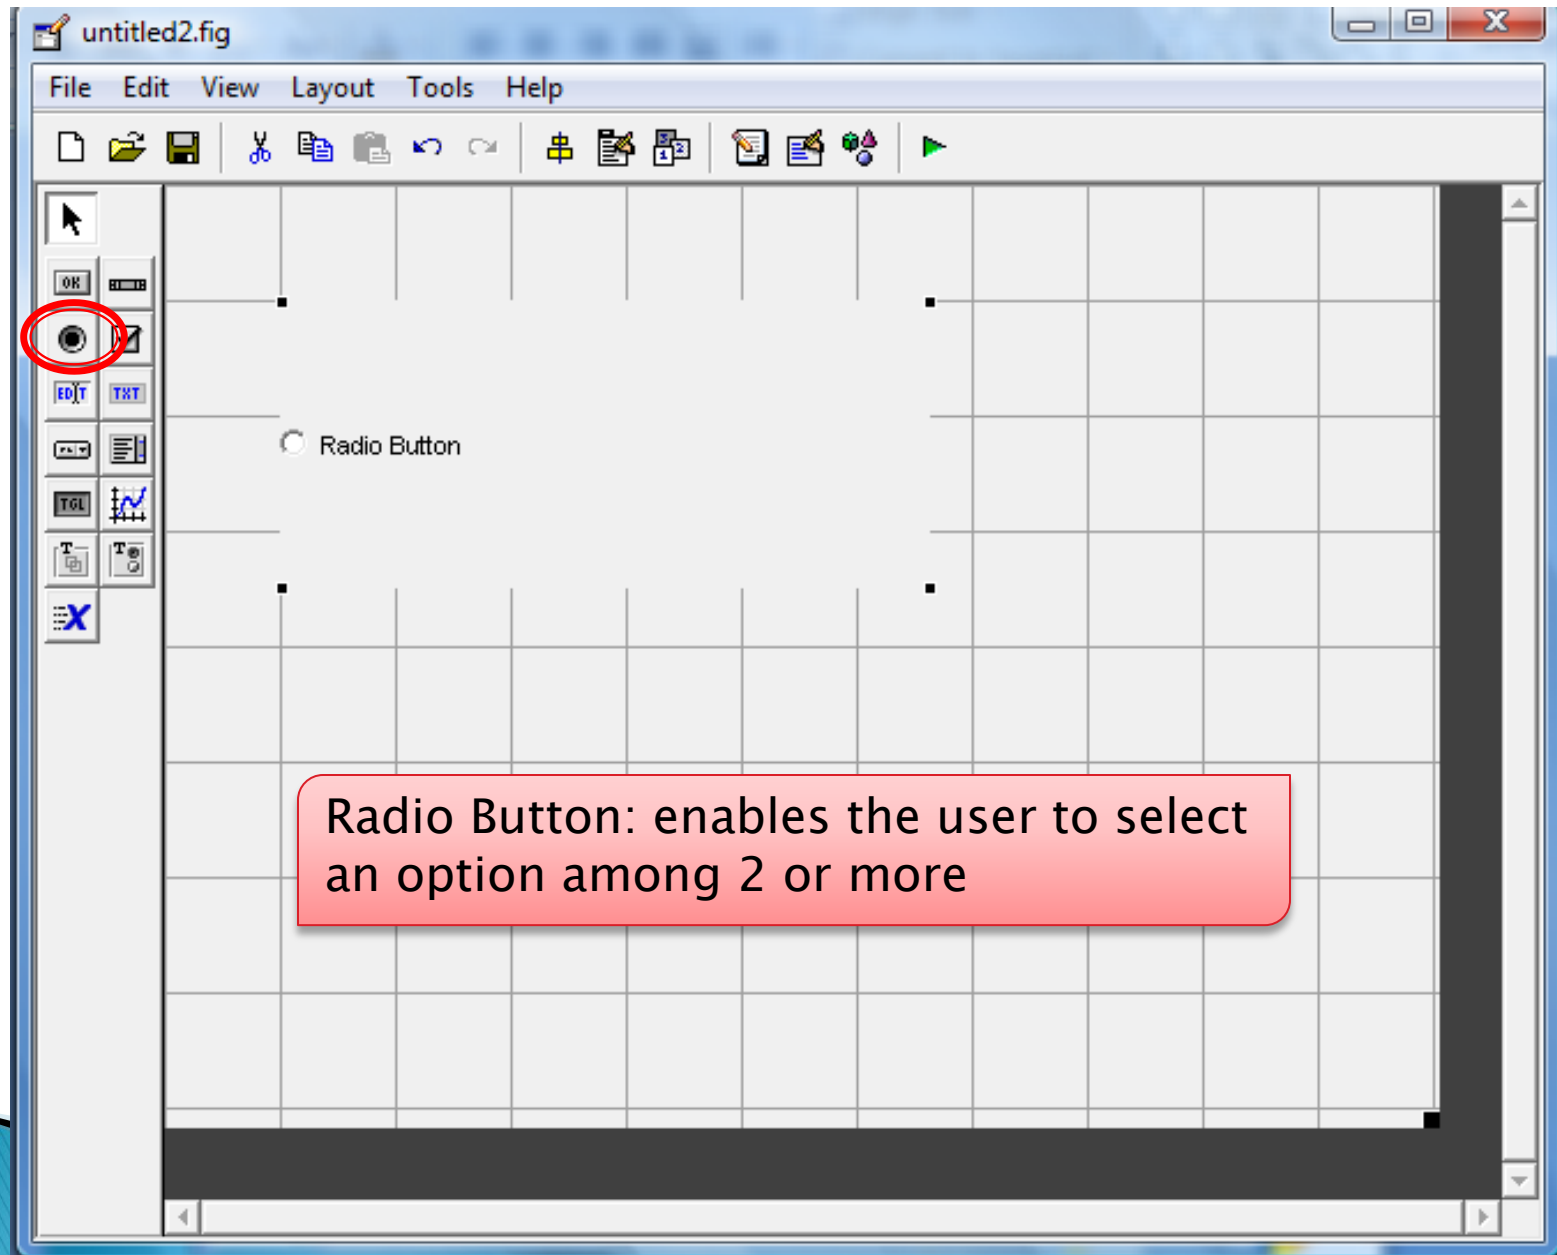 untitled2.fig
File Edit View Layout Tools Help
OK
EDIT TXT
TGL
T T
X
Radio Button
Radio Button: enables the user to select
an option among 2 or more